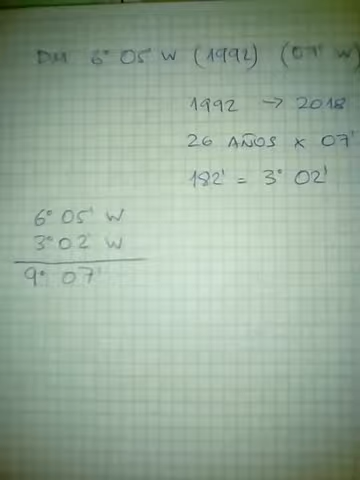 DM 6° 05' W (1992) (07' W)
1992 → 2018
26 AÑOS × 07'
182' = 3° 02'
6° 05' W
3° 02' W
9° 07'